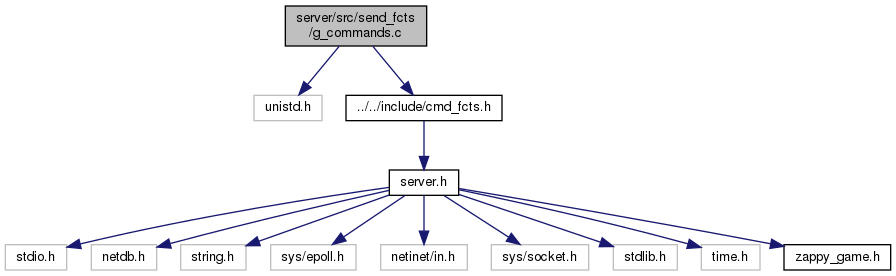 server/src/send_fcts
/g_commands.c
unistd.h
../../include/cmd_fcts.h
server.h
stdio.h
netdb.h
string.h
sys/epoll.h
netinet/in.h
sys/socket.h
stdlib.h
time.h
zappy_game.h